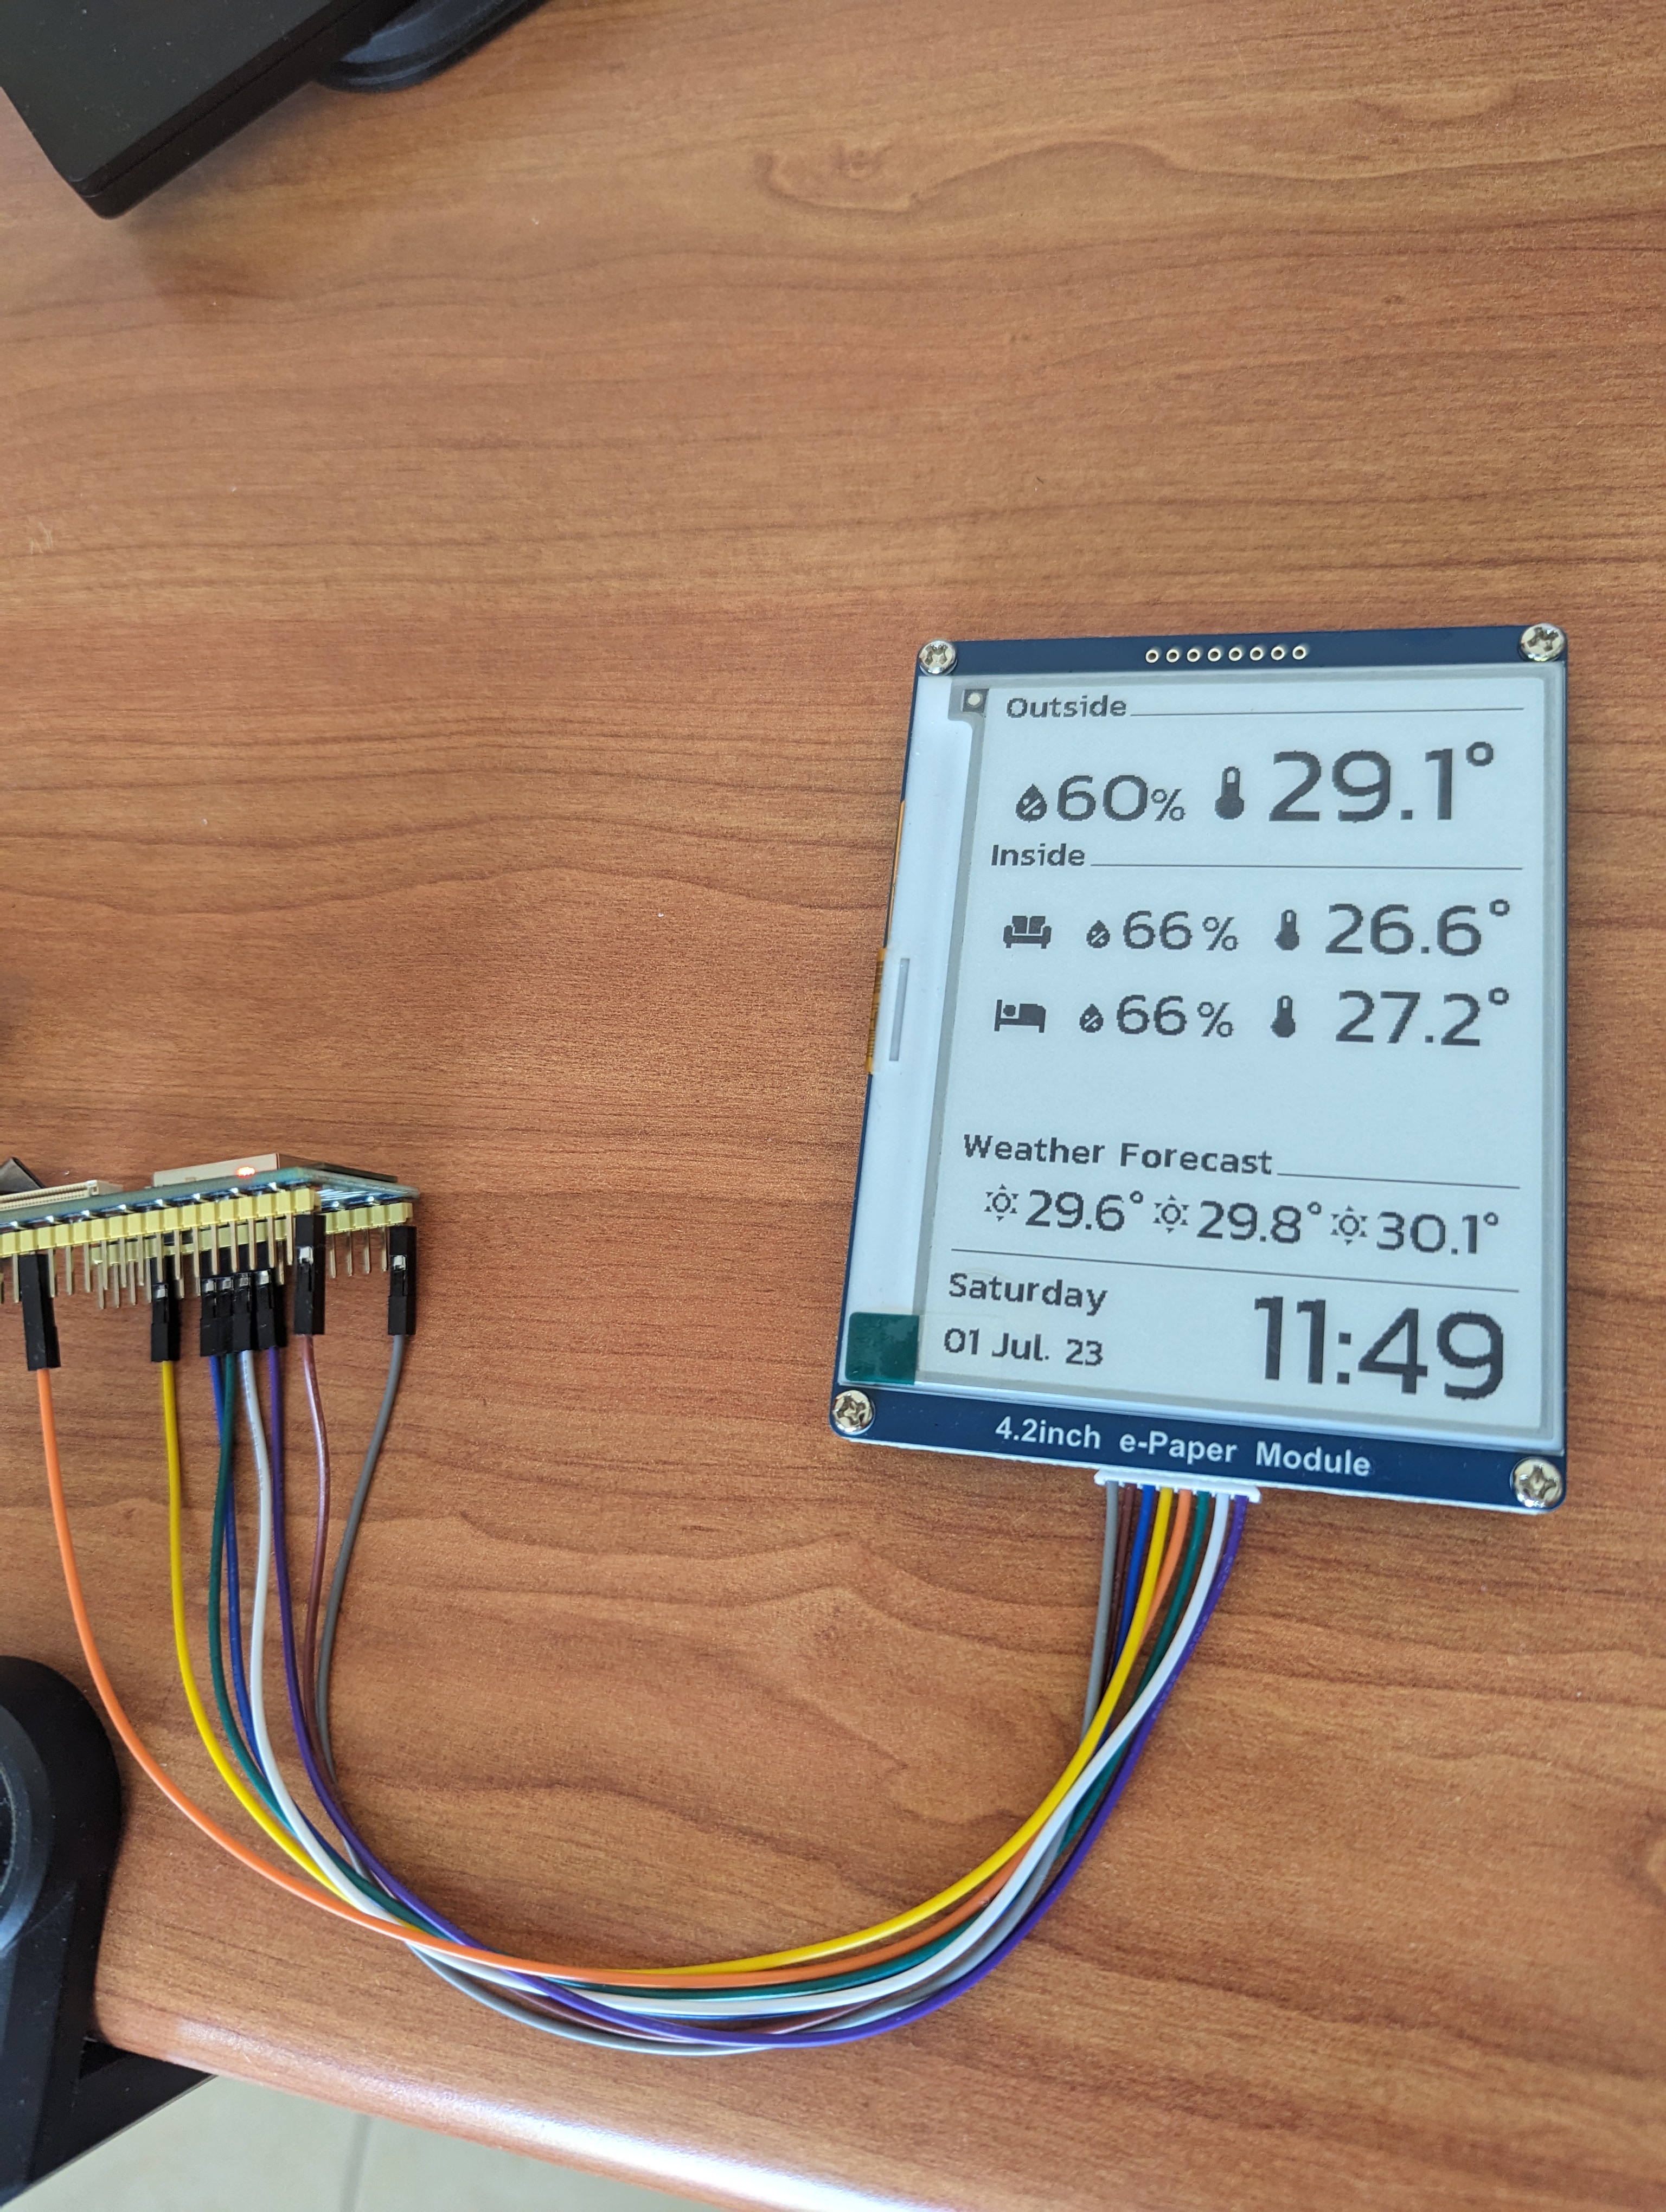 Outside
60% 29.1°
Inside
66% 26.6°
66% 27.2°
Weather Forecast
29.6° 29.8° 30.1°
Saturday
01 Jul. 23
11:49
4.2inch e-Paper Module